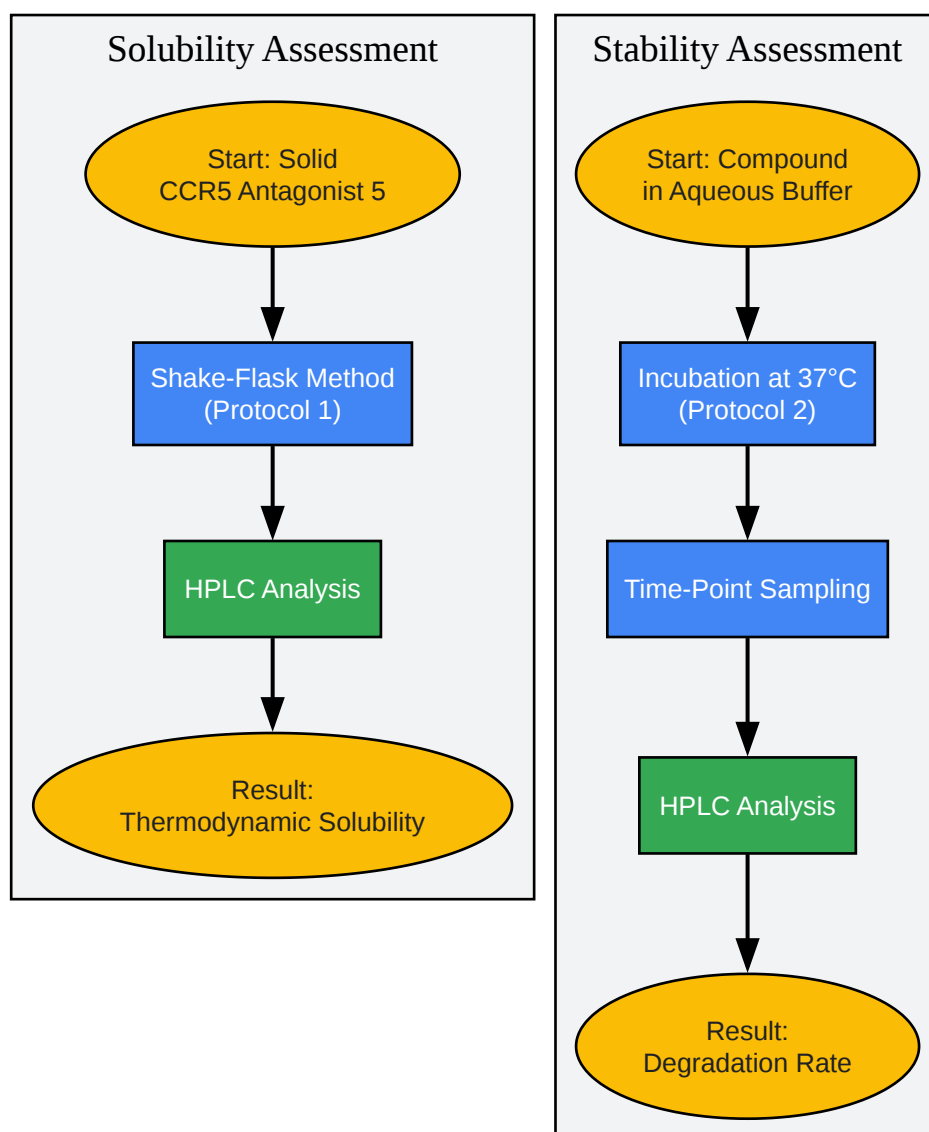 Solubility Assessment
Start: Solid
CCR5 Antagonist 5
Shake-Flask Method
(Protocol 1)
HPLC Analysis
Result:
Thermodynamic Solubility
Stability Assessment
Start: Compound
in Aqueous Buffer
Incubation at 37°C
(Protocol 2)
Time-Point Sampling
HPLC Analysis
Result:
Degradation Rate